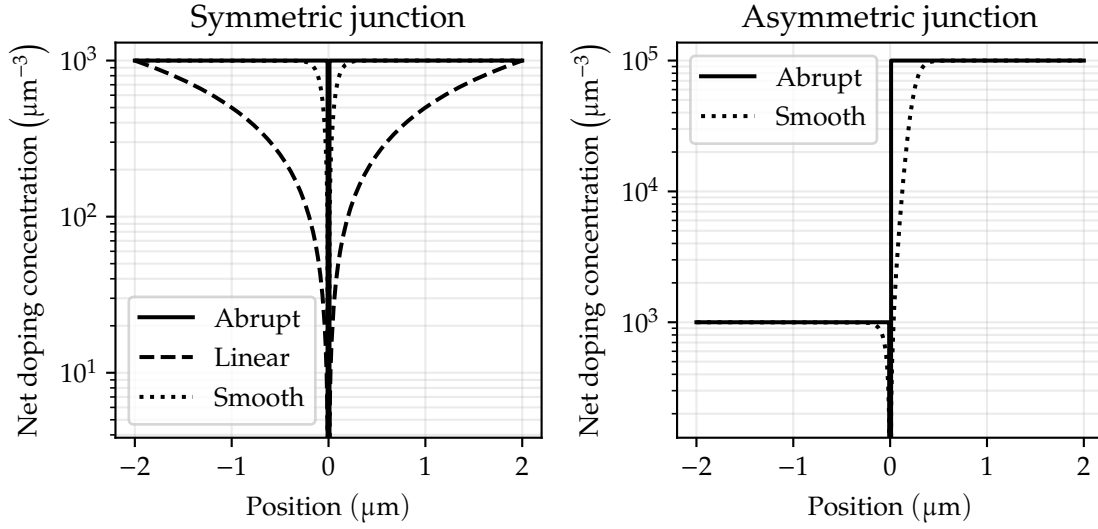 Symmetric junction
Net doping concentration (µm⁻³)
10³
10²
10¹
Abrupt
Linear
Smooth
−2
−1
0
1
2
Position (µm)
Asymmetric junction
Net doping concentration (µm⁻³)
10⁵
10⁴
10³
Abrupt
Smooth
−2
−1
0
1
2
Position (µm)